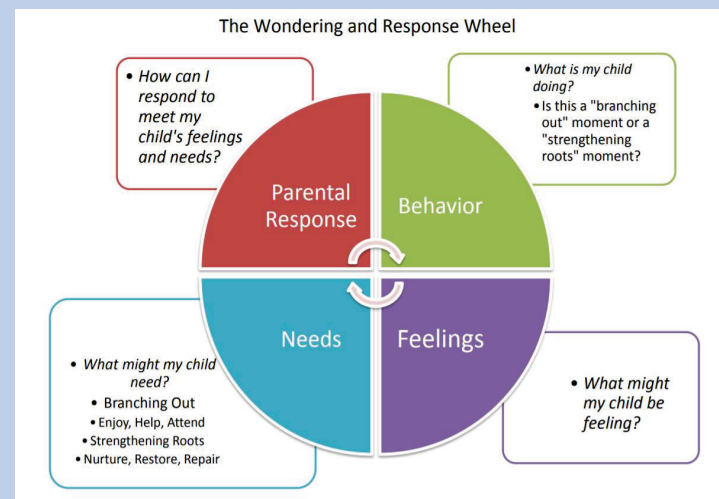 The Wondering and Response Wheel
• How can I
respond to
meet my
child's feelings
and needs?
• What is my child
doing?
• Is this a "branching
out" moment or a
"strengthening
roots" moment?
Parental
Response
Behavior
Needs
Feelings
• What might my child
need?
• Branching Out
• Enjoy, Help, Attend
• Strengthening Roots
• Nurture, Restore, Repair
• What might
my child be
feeling?